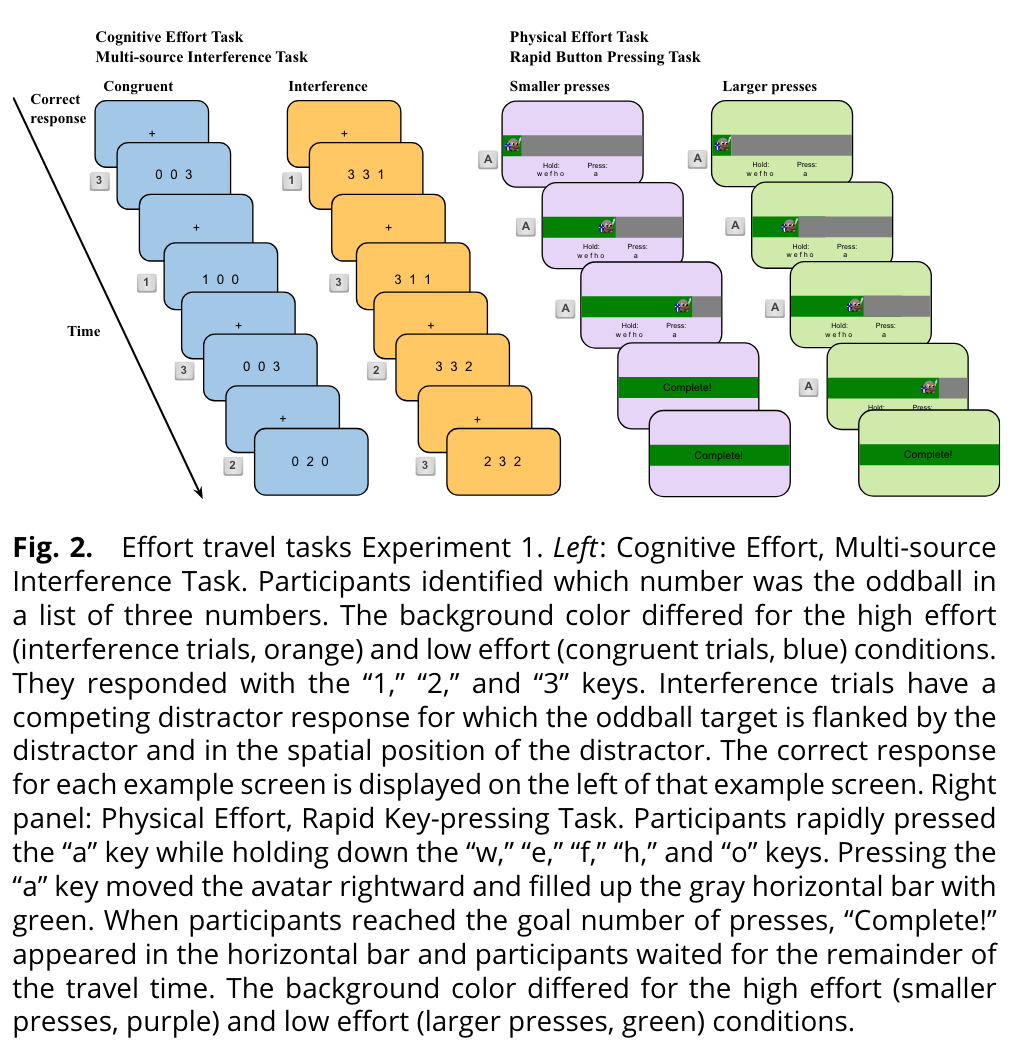 Cognitive Effort Task
Multi-source Interference Task
Congruent
Interference
Correct
response
Time
+
3
0 0 3
+
1
1 0 0
+
3
0 0 3
+
2
0 2 0
+
1
3 3 1
+
3
3 1 1
+
2
3 3 2
+
3
2 3 2
Physical Effort Task
Rapid Button Pressing Task
Smaller presses
Larger presses
A
Hold: Press:
w e f h o a
A
Hold: Press:
w e f h o a
A
Hold: Press:
w e f h o a
Complete!
Complete!
A
Hold: Press:
w e f h o a
A
Hold: Press:
w e f h o a
A
Hold: Press:
w e f h o a
A
Hold: Press:
Complete!
Fig. 2. Effort travel tasks Experiment 1. Left: Cognitive Effort, Multi-source
Interference Task. Participants identified which number was the oddball in
a list of three numbers. The background color differed for the high effort
(interference trials, orange) and low effort (congruent trials, blue) conditions.
They responded with the “1,” “2,” and “3” keys. Interference trials have a
competing distractor response for which the oddball target is flanked by the
distractor and in the spatial position of the distractor. The correct response
for each example screen is displayed on the left of that example screen. Right
panel: Physical Effort, Rapid Key-pressing Task. Participants rapidly pressed
the “a” key while holding down the “w,” “e,” “f,” “h,” and “o” keys. Pressing the
“a” key moved the avatar rightward and filled up the gray horizontal bar with
green. When participants reached the goal number of presses, “Complete!”
appeared in the horizontal bar and participants waited for the remainder of
the travel time. The background color differed for the high effort (smaller
presses, purple) and low effort (larger presses, green) conditions.